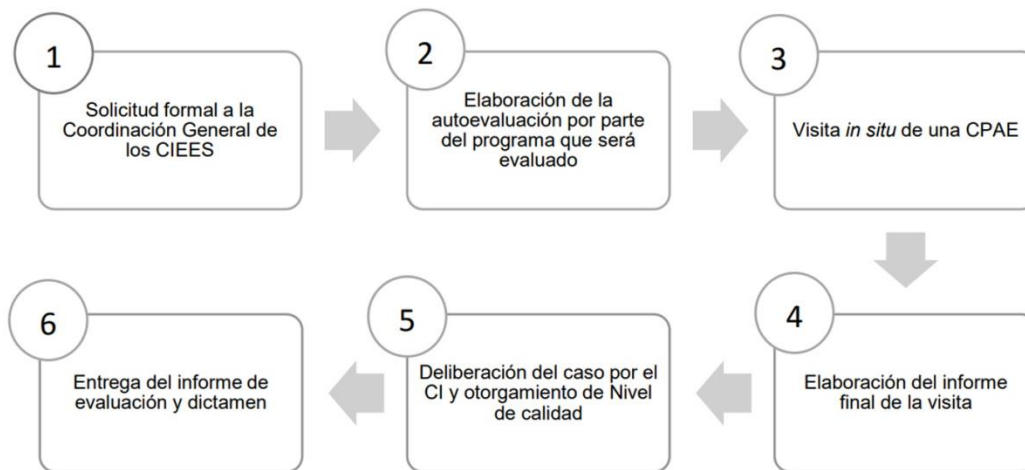 1
Solicitud formal a la
Coordinación General de
los CIEES
2
Elaboración de la
autoevaluación por parte
del programa que será
evaluado
3
Visita in situ de una CPAE
4
Elaboración del informe
final de la visita
5
Deliberación del caso por el
CI y otorgamiento de Nivel
de calidad
6
Entrega del informe de
evaluación y dictamen